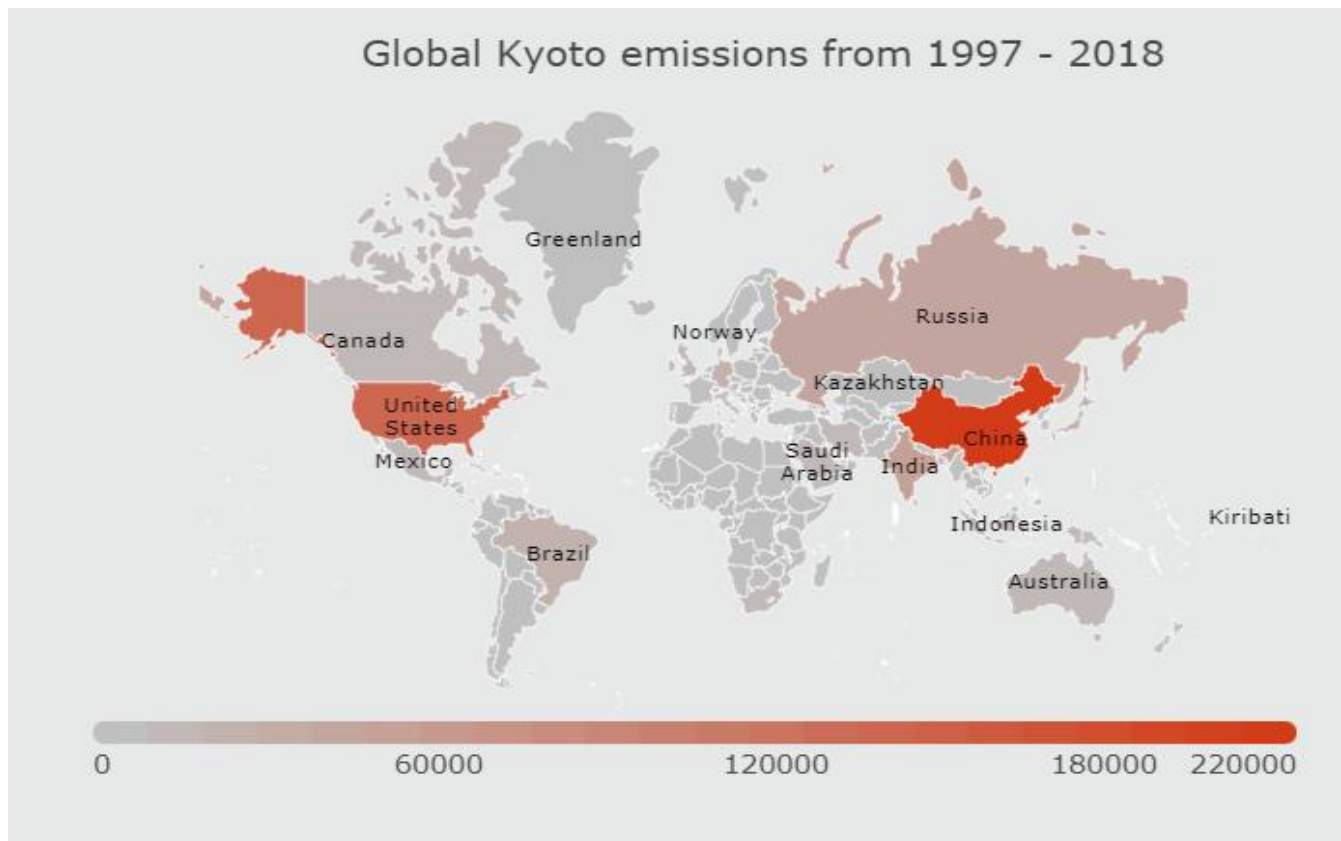 Global Kyoto emissions from 1997 - 2018
Greenland
Russia
Norway
Canada
Kazakhstan
United
States
China
Saudi
Arabia
India
Mexico
Kiribati
Indonesia
Brazil
Australia
0 60000 120000 180000 220000